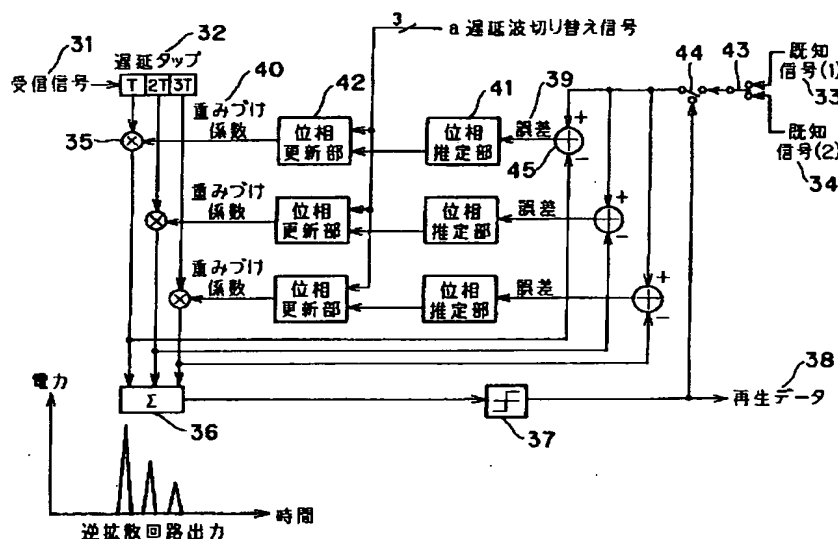 3
a 遅延波切り替え信号
31
32
遅延タップ
受信信号
T 2T 3T
40
重みづけ
係数
42
位相
更新部
41
位相
推定部
39
誤差
+
−
45
44
43
既知
信号(1)
33
既知
信号(2)
34
35
重みづけ
係数
位相
更新部
位相
推定部
誤差
+
−
重みづけ
係数
位相
更新部
位相
推定部
誤差
+
−
電力
Σ
36
37
38
再生データ
時間
逆拡散回路出力